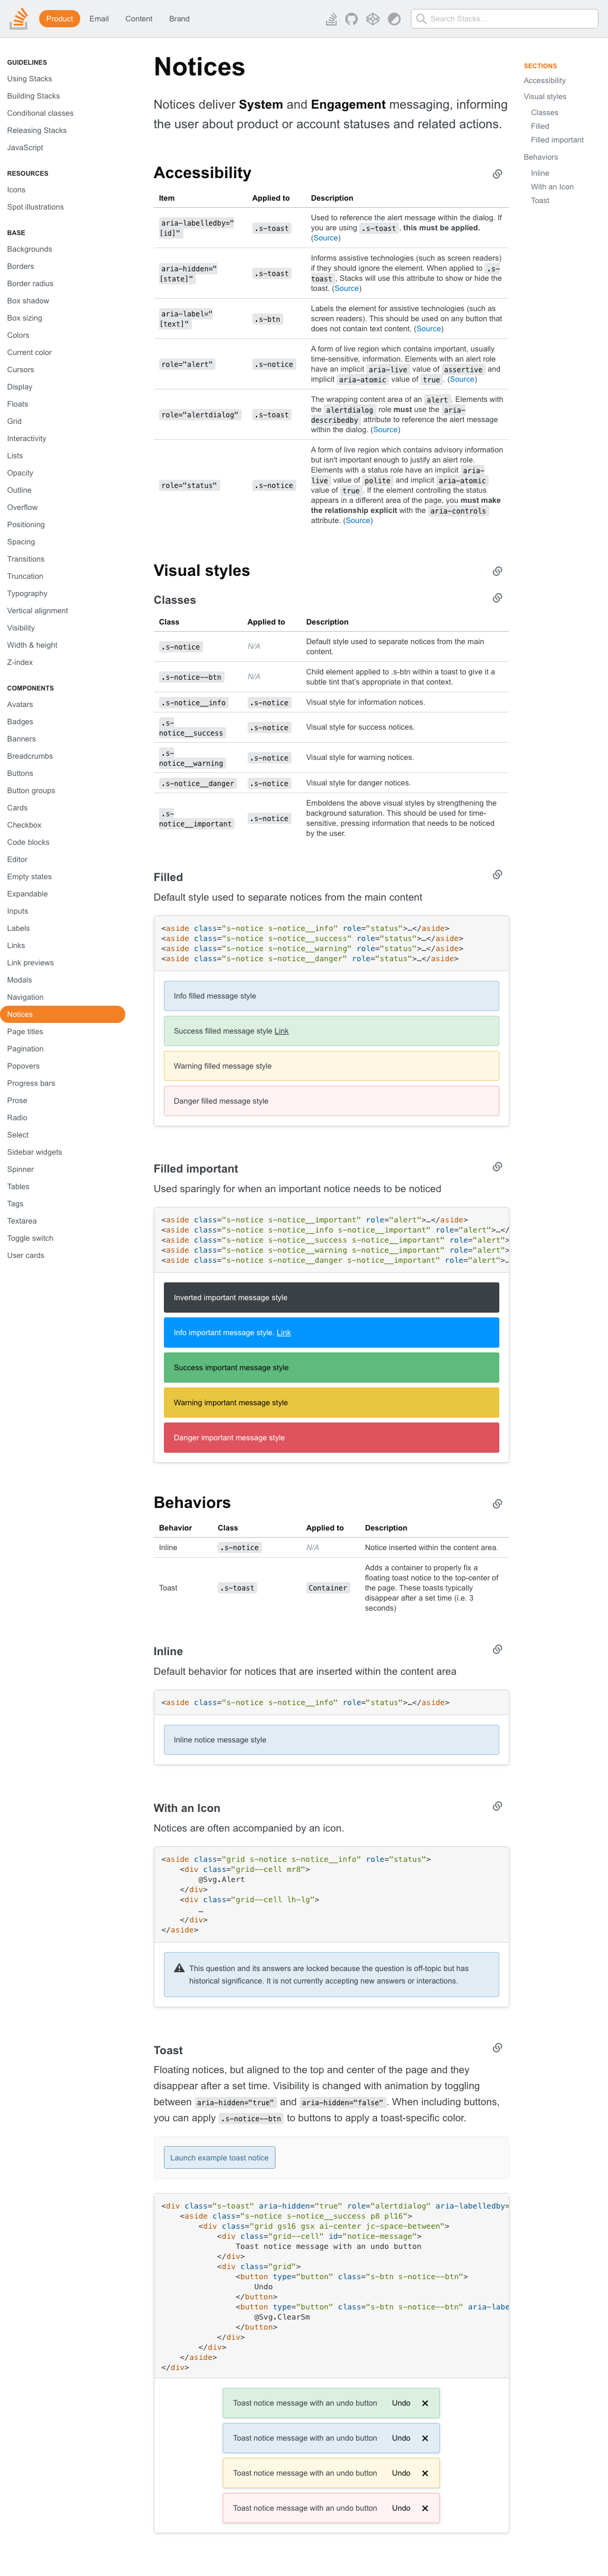 Product Email Content Brand Search Stacks…
GUIDELINES
Using Stacks
Building Stacks
Conditional classes
Releasing Stacks
JavaScript
RESOURCES
Icons
Spot illustrations
BASE
Backgrounds
Borders
Border radius
Box shadow
Box sizing
Colors
Current color
Cursors
Display
Floats
Grid
Interactivity
Lists
Opacity
Outline
Overflow
Positioning
Spacing
Transitions
Truncation
Typography
Vertical alignment
Visibility
Width & height
Z-index
COMPONENTS
Avatars
Badges
Banners
Breadcrumbs
Buttons
Button groups
Cards
Checkbox
Code blocks
Editor
Empty states
Expandable
Inputs
Labels
Links
Link previews
Modals
Navigation
Notices
Page titles
Pagination
Popovers
Progress bars
Prose
Radio
Select
Sidebar widgets
Spinner
Tables
Tags
Textarea
Toggle switch
User cards
Notices
Notices deliver System and Engagement messaging, informing
the user about product or account statuses and related actions.
Accessibility
Item Applied to Description
aria-labelledby="
[id]"
.s-toast
Used to reference the alert message within the dialog. If
you are using .s-toast, this must be applied.
(Source)
aria-hidden="
[state]"
.s-toast
Informs assistive technologies (such as screen readers)
if they should ignore the element. When applied to .s-
toast, Stacks will use this attribute to show or hide the
toast. (Source)
aria-label="
[text]"
.s-btn
Labels the element for assistive technologies (such as
screen readers). This should be used on any button that
does not contain text content. (Source)
role="alert" .s-notice
A form of live region which contains important, usually
time-sensitive, information. Elements with an alert role
have an implicit aria-live value of assertive and
implicit aria-atomic value of true. (Source)
role="alertdialog" .s-toast
The wrapping content area of an alert. Elements with
the alertdialog role must use the aria-
describedby attribute to reference the alert message
within the dialog. (Source)
role="status" .s-notice
A form of live region which contains advisory information
but isn't important enough to justify an alert role.
Elements with a status role have an implicit aria-
live value of polite and implicit aria-atomic
value of true. If the element controlling the status
appears in a different area of the page, you must make
the relationship explicit with the aria-controls
attribute. (Source)
Visual styles
Classes
Class Applied to Description
.s-notice N/A
Default style used to separate notices from the main
content.
.s-notice--btn N/A
Child element applied to .s-btn within a toast to give it a
subtle tint that's appropriate in that context.
.s-notice__info .s-notice Visual style for information notices.
.s-
notice__success
.s-notice Visual style for success notices.
.s-
notice__warning
.s-notice Visual style for warning notices.
.s-notice__danger .s-notice Visual style for danger notices.
.s-
notice__important
.s-notice
Emboldens the above visual styles by strengthening the
background saturation. This should be used for time-
sensitive, pressing information that needs to be noticed
by the user.
Filled
Default style used to separate notices from the main content
<aside class="s-notice s-notice__info" role="status">…</aside>
<aside class="s-notice s-notice__success" role="status">…</aside>
<aside class="s-notice s-notice__warning" role="status">…</aside>
<aside class="s-notice s-notice__danger" role="status">…</aside>
Info filled message style
Success filled message style Link
Warning filled message style
Danger filled message style
Filled important
Used sparingly for when an important notice needs to be noticed
<aside class="s-notice s-notice__important" role="alert">…</aside>
<aside class="s-notice s-notice__info s-notice__important" role="alert">…</
<aside class="s-notice s-notice__success s-notice__important" role="alert">
<aside class="s-notice s-notice__warning s-notice__important" role="alert">
<aside class="s-notice s-notice__danger s-notice__important" role="alert">…
Inverted important message style
Info important message style. Link
Success important message style
Warning important message style
Danger important message style
Behaviors
Behavior Class Applied to Description
Inline .s-notice N/A Notice inserted within the content area.
Toast .s-toast Container
Adds a container to properly fix a
floating toast notice to the top-center of
the page. These toasts typically
disappear after a set time (i.e. 3
seconds)
Inline
Default behavior for notices that are inserted within the content area
<aside class="s-notice s-notice__info" role="status">…</aside>
Inline notice message style
With an Icon
Notices are often accompanied by an icon.
<aside class="grid s-notice s-notice__info" role="status">
<div class="grid--cell mr8">
@Svg.Alert
</div>
<div class="grid--cell lh-lg">
…
</div>
</aside>
This question and its answers are locked because the question is off-topic but has
historical significance. It is not currently accepting new answers or interactions.
Toast
Floating notices, but aligned to the top and center of the page and they
disappear after a set time. Visibility is changed with animation by toggling
between aria-hidden="true" and aria-hidden="false". When including buttons,
you can apply .s-notice--btn to buttons to apply a toast-specific color.
Launch example toast notice
<div class="s-toast" aria-hidden="true" role="alertdialog" aria-labelledby=
<aside class="s-notice s-notice__success p8 pl16">
<div class="grid gs16 gsx ai-center jc-space-between">
<div class="grid--cell" id="notice-message">
Toast notice message with an undo button
</div>
<div class="grid">
<button type="button" class="s-btn s-notice--btn">
Undo
</button>
<button type="button" class="s-btn s-notice--btn" aria-labe
@Svg.ClearSm
</button>
</div>
</div>
</aside>
</div>
Toast notice message with an undo button Undo
Toast notice message with an undo button Undo
Toast notice message with an undo button Undo
Toast notice message with an undo button Undo
SECTIONS
Accessibility
Visual styles
Classes
Filled
Filled important
Behaviors
Inline
With an Icon
Toast